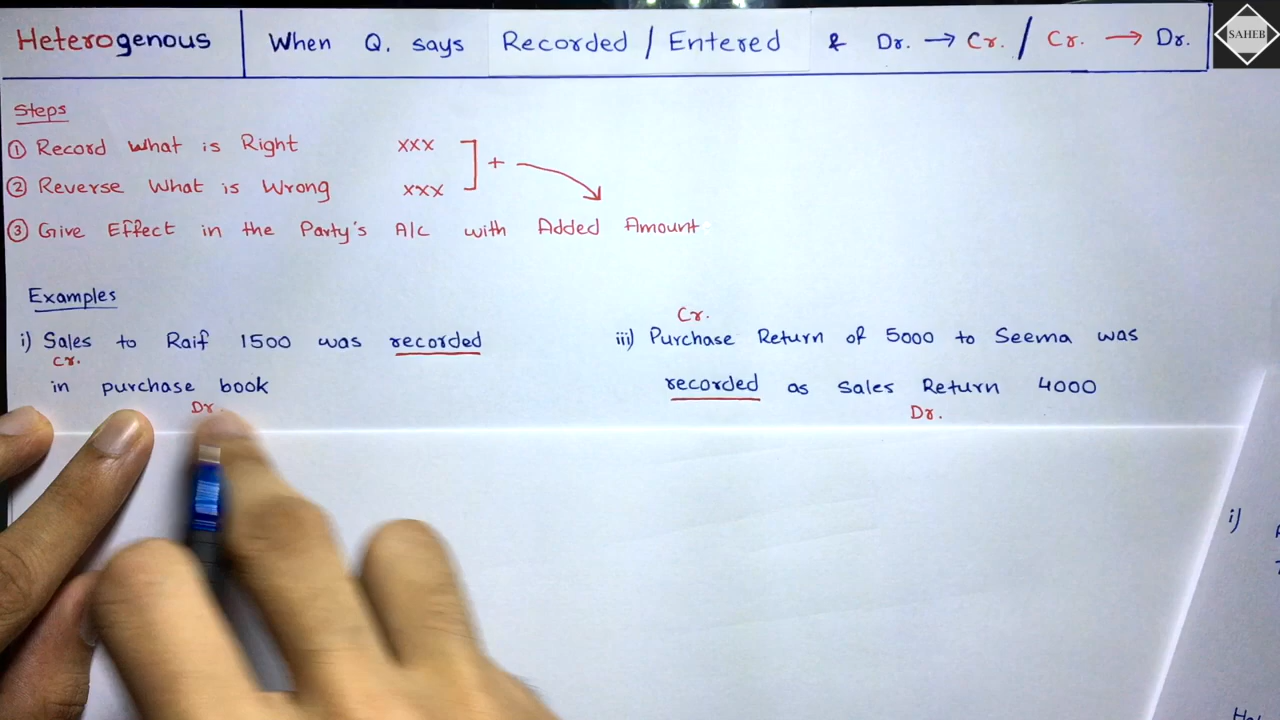 Heterogenous When Q. says Recorded / Entered & Dr. → Cr. / Cr. → Dr.
SAHEB
Steps
① Record What is Right xxx
+
② Reverse What is Wrong xxx
③ Give Effect in the Party's A/c with Added Amount
Examples
i) Sales to Raif 1500 was recorded
Cr.
in purchase book
Dr.
Cr.
iii) Purchase Return of 5000 to Seema was
recorded as Sales Return 4000
Dr.
i)